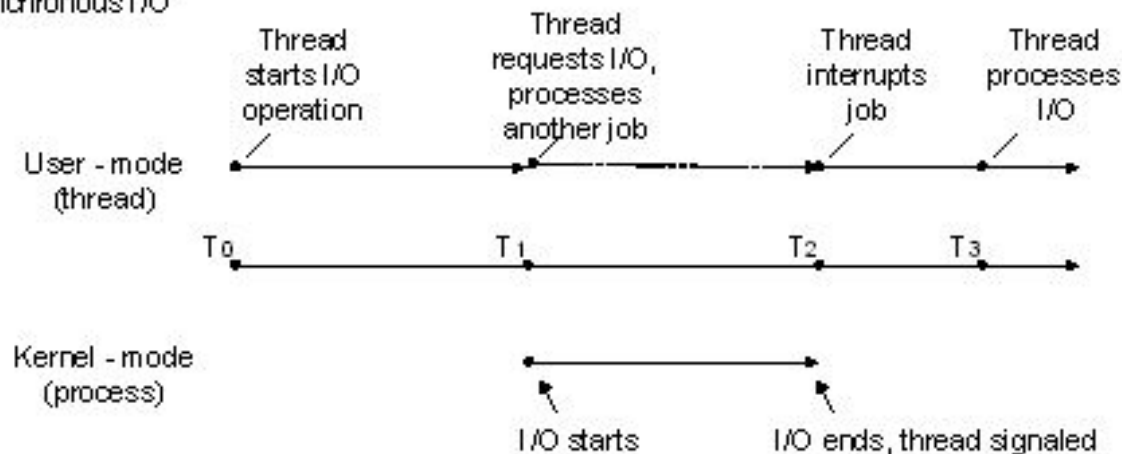 Thread
starts I/O
operation
Thread
requests I/O,
processes
another job
Thread
interrupts
job
Thread
processes
I/O
User - mode
(thread)
T0
T1
T2
T3
Kernel - mode
(process)
I/O starts
I/O ends, thread signaled